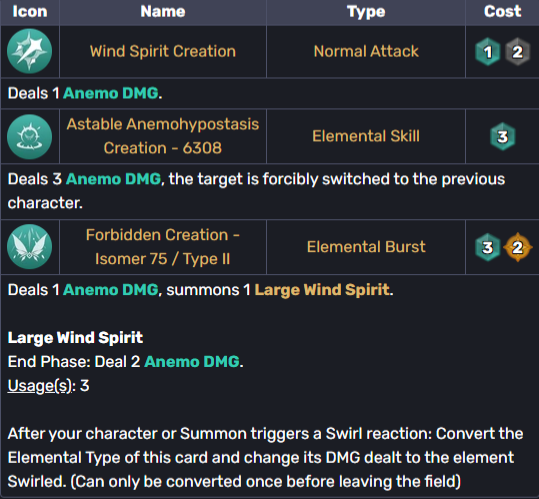 Icon Name Type Cost
Wind Spirit Creation Normal Attack 1 2
Deals 1 Anemo DMG.
Astable Anemohypostasis
Creation - 6308 Elemental Skill 3
Deals 3 Anemo DMG, the target is forcibly switched to the previous
character.
Forbidden Creation -
Isomer 75 / Type II Elemental Burst 3 2
Deals 1 Anemo DMG, summons 1 Large Wind Spirit.
Large Wind Spirit
End Phase: Deal 2 Anemo DMG.
Usage(s): 3
After your character or Summon triggers a Swirl reaction: Convert the
Elemental Type of this card and change its DMG dealt to the element
Swirled. (Can only be converted once before leaving the field)